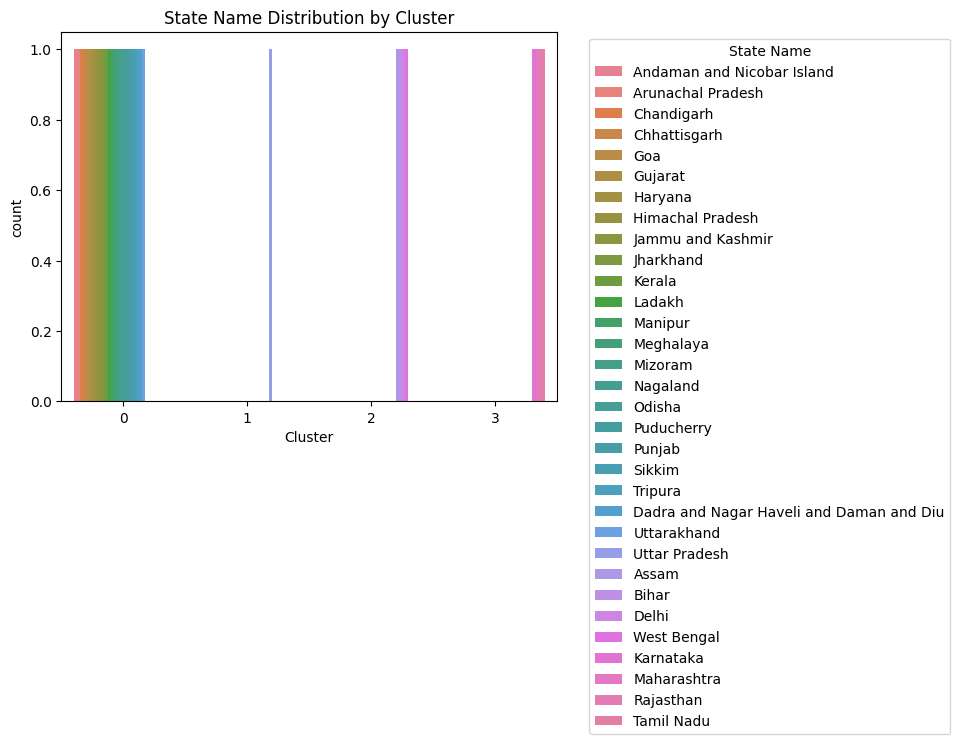 State Name Distribution by Cluster
1.0
0.8
0.6
0.4
0.2
0.0
count
0 1 2 3
Cluster
State Name
Andaman and Nicobar Island
Arunachal Pradesh
Chandigarh
Chhattisgarh
Goa
Gujarat
Haryana
Himachal Pradesh
Jammu and Kashmir
Jharkhand
Kerala
Ladakh
Manipur
Meghalaya
Mizoram
Nagaland
Odisha
Puducherry
Punjab
Sikkim
Tripura
Dadra and Nagar Haveli and Daman and Diu
Uttarakhand
Uttar Pradesh
Assam
Bihar
Delhi
West Bengal
Karnataka
Maharashtra
Rajasthan
Tamil Nadu